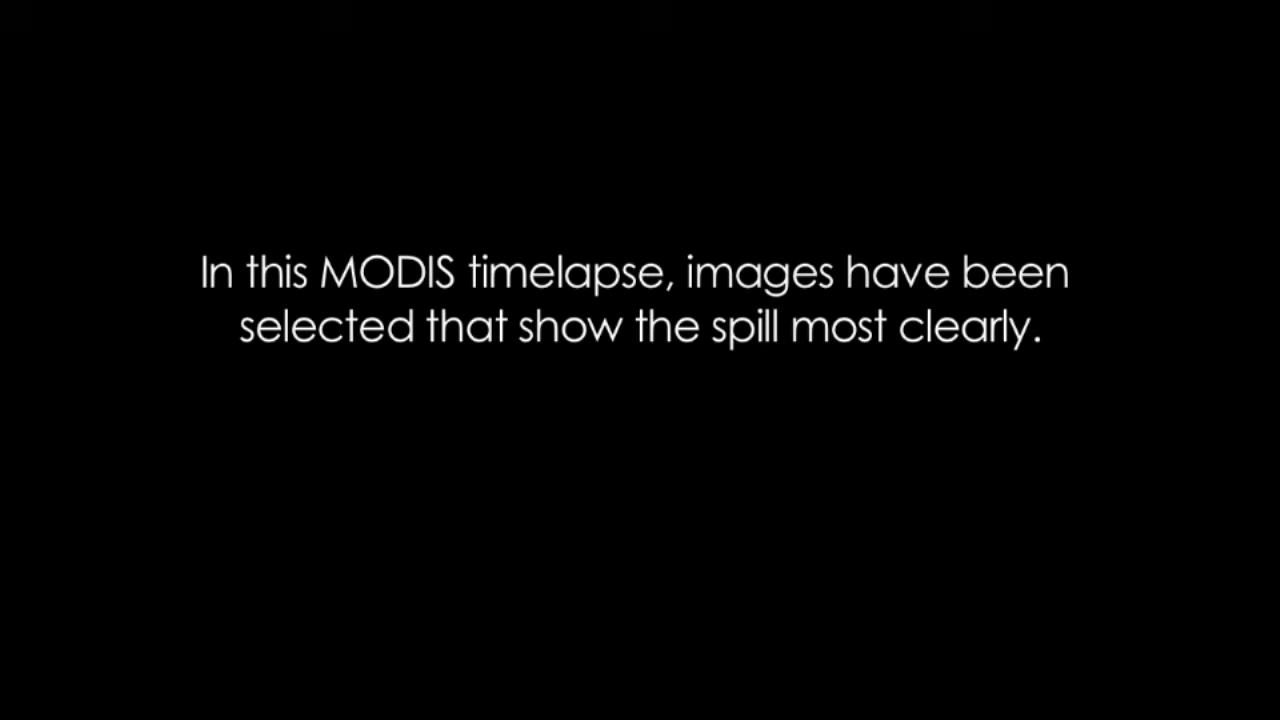 In this MODIS timelapse, images have been
selected that show the spill most clearly.